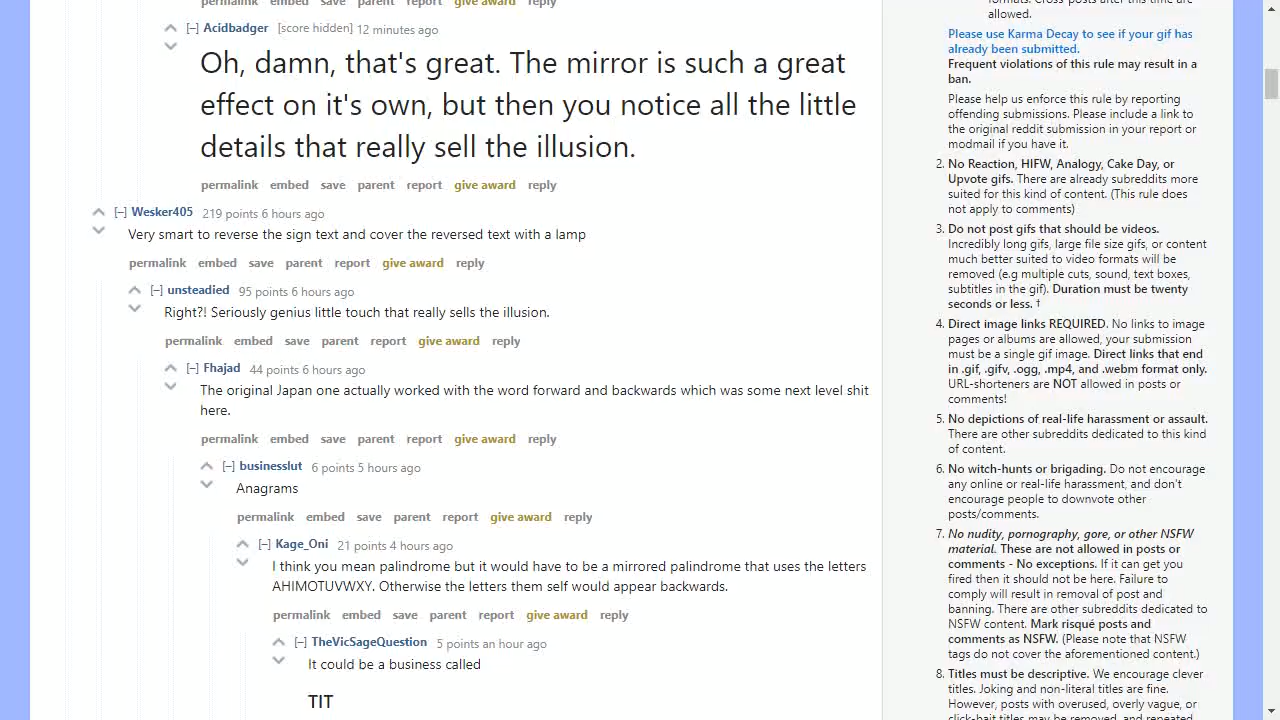 permalink embed save parent report give award reply
[–] Acidbadger [score hidden] 12 minutes ago
Oh, damn, that's great. The mirror is such a great
effect on it's own, but then you notice all the little
details that really sell the illusion.
permalink embed save parent report give award reply
[–] Wesker405 219 points 6 hours ago
Very smart to reverse the sign text and cover the reversed text with a lamp
permalink embed save parent report give award reply
[–] unsteadied 95 points 6 hours ago
Right?! Seriously genius little touch that really sells the illusion.
permalink embed save parent report give award reply
[–] Fhajad 44 points 6 hours ago
The original Japan one actually worked with the word forward and backwards which was some next level shit
here.
permalink embed save parent report give award reply
[–] businesslut 6 points 5 hours ago
Anagrams
permalink embed save parent report give award reply
[–] Kage_Oni 21 points 4 hours ago
I think you mean palindrome but it would have to be a mirrored palindrome that uses the letters
AHIMOTUVWXY. Otherwise the letters them self would appear backwards.
permalink embed save parent report give award reply
[–] TheVicSageQuestion 5 points an hour ago
It could be a business called
TIT
formats. Cross-posts after this time are
allowed.
Please use Karma Decay to see if your gif has
already been submitted.
Frequent violations of this rule may result in a
ban.
Please help us enforce this rule by reporting
offending submissions. Please include a link to
the original reddit submission in your report or
modmail if you have it.
2. No Reaction, HIFW, Analogy, Cake Day, or
Upvote gifs. There are already subreddits more
suited for this kind of content. (This rule does
not apply to comments)
3. Do not post gifs that should be videos.
Incredibly long gifs, large file size gifs, or content
much better suited to video formats will be
removed (e.g multiple cuts, sound, text boxes,
subtitles in the gif). Duration must be twenty
seconds or less. †
4. Direct image links REQUIRED. No links to image
pages or albums are allowed, your submission
must be a single gif image. Direct links that end
in .gif, .gifv, .ogg, .mp4, and .webm format only.
URL-shorteners are NOT allowed in posts or
comments!
5. No depictions of real-life harassment or assault.
There are other subreddits dedicated to this kind
of content.
6. No witch-hunts or brigading. Do not encourage
any online or real-life harassment, and don't
encourage people to downvote other
posts/comments.
7. No nudity, pornography, gore, or other NSFW
material. These are not allowed in posts or
comments - No exceptions. If it can get you
fired then it should not be here. Failure to
comply will result in removal of post and
banning. There are other subreddits dedicated to
NSFW content. Mark risqué posts and
comments as NSFW. (Please note that NSFW
tags do not cover the aforementioned content.)
8. Titles must be descriptive. We encourage clever
titles. Joking and non-literal titles are fine.
However, posts with overused, overly vague, or
click-bait titles may be removed, and repeated